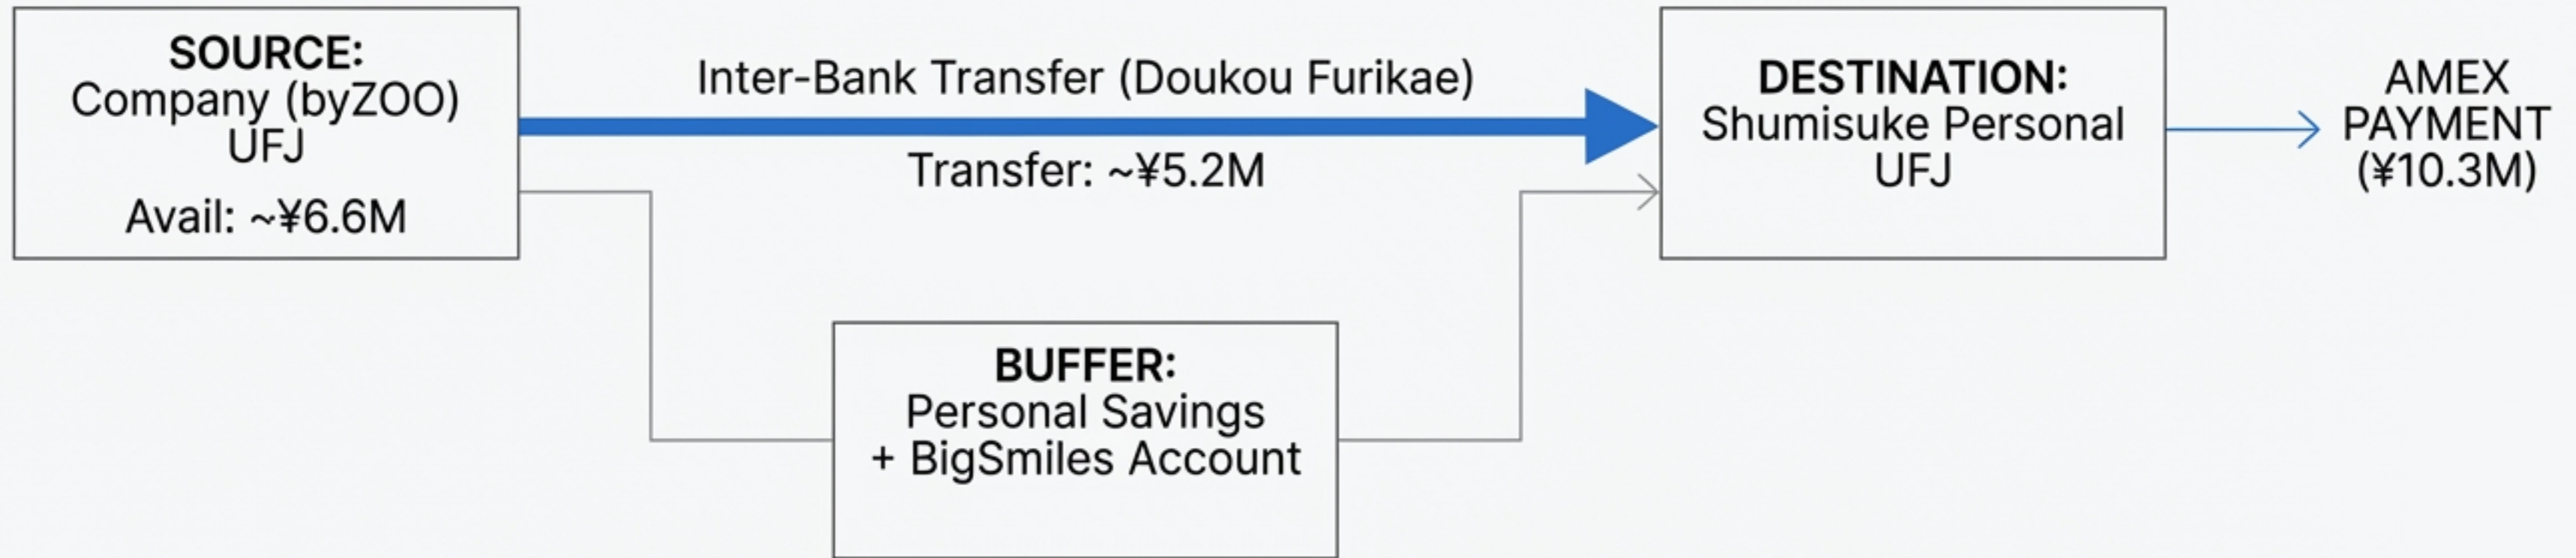 SOURCE:
Company (byZOO)
UFJ
Avail: ~¥6.6M
Inter-Bank Transfer (Doukou Furikae)
Transfer: ~¥5.2M
DESTINATION:
Shumisuke Personal
UFJ
AMEX
PAYMENT
(¥10.3M)
BUFFER:
Personal Savings
+ BigSmiles Account